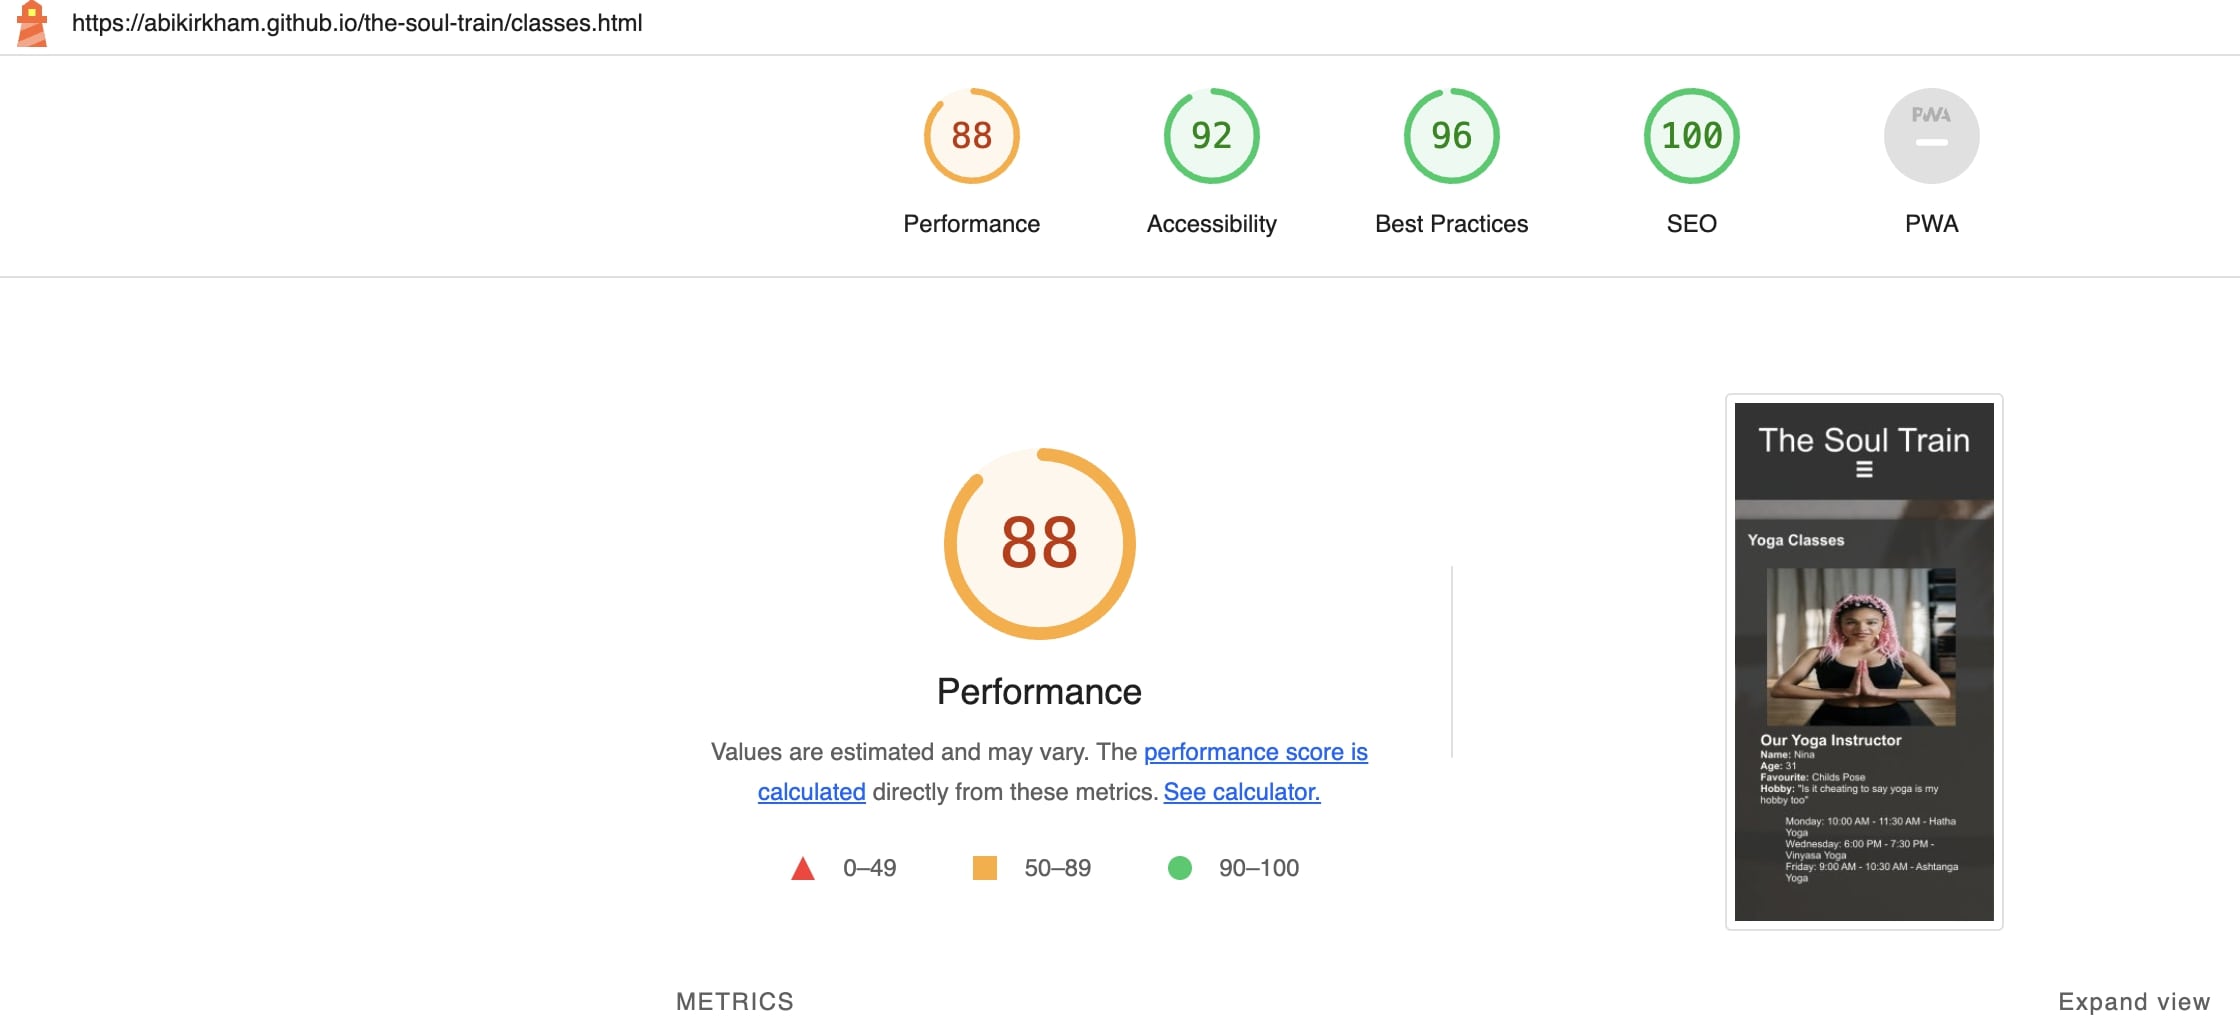 https://abikirkham.github.io/the-soul-train/classes.html
88
92
96
100
PWA
Performance
Accessibility
Best Practices
SEO
PWA
88
Performance
Values are estimated and may vary. The performance score is
calculated directly from these metrics. See calculator.
0–49
50–89
90–100
The Soul Train
Yoga Classes
Our Yoga Instructor
Name: Nina
Age: 31
Favourite: Childs Pose
Hobby: "Is it cheating to say yoga is my
hobby too"
Monday: 10:00 AM - 11:30 AM - Hatha
Yoga
Wednesday: 6:00 PM - 7:30 PM -
Vinyasa Yoga
Friday: 9:00 AM - 10:30 AM - Ashtanga
Yoga
METRICS
Expand view